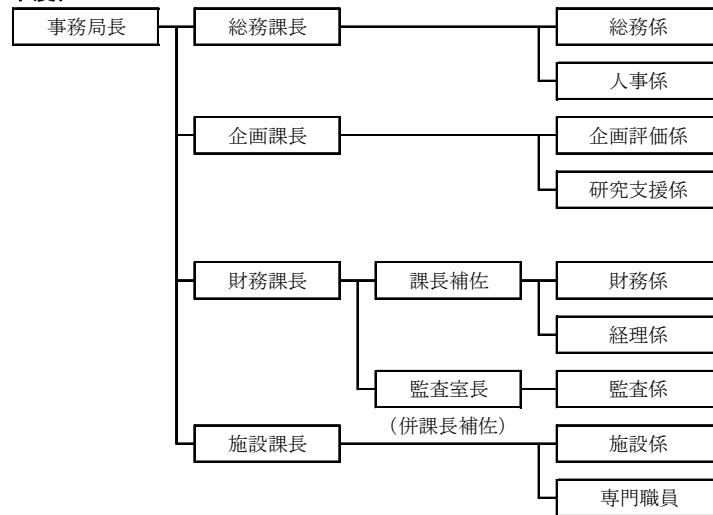 事務局長
総務課長
総務係
人事係
企画課長
企画評価係
研究支援係
財務課長
課長補佐
財務係
経理係
監査室長
監査係
（併課長補佐）
施設課長
施設係
専門職員